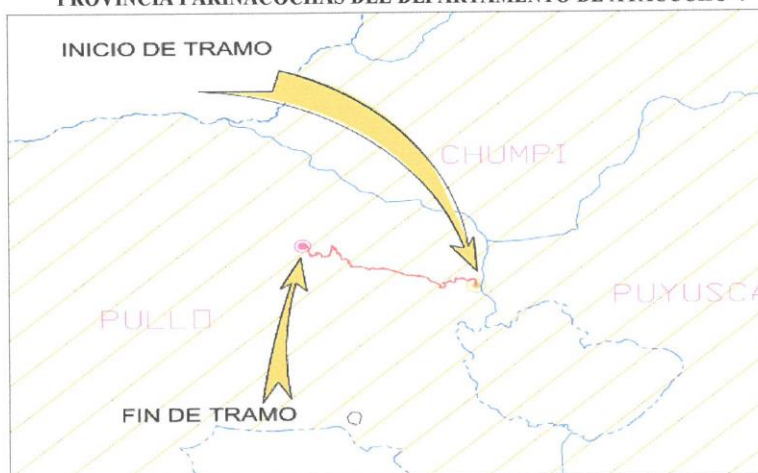 INICIO DE TRAMO
CHUMPI
PUYUSCA
PULLO
FIN DE TRAMO